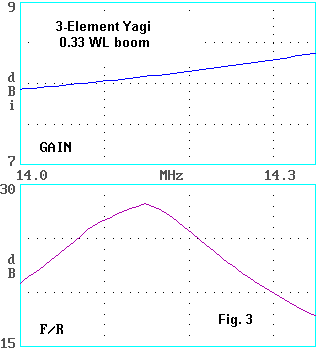 9
3-Element Yagi
0.33 WL boom
dBi
GAIN
7
14.0 MHz 14.3
30
dB
F/R
Fig. 3
15